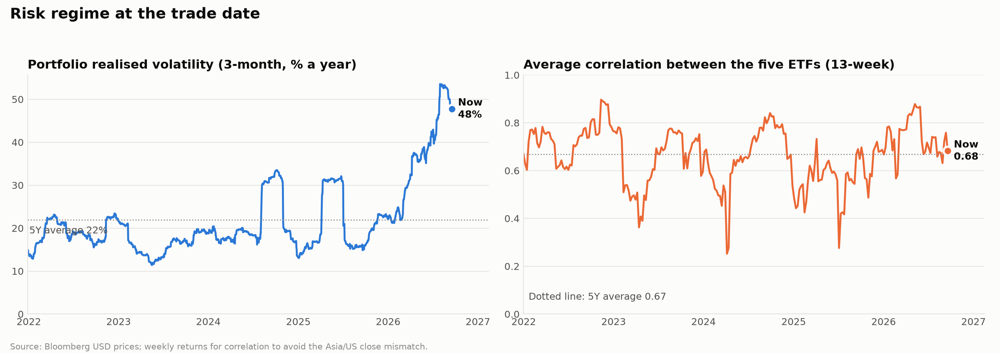 Risk regime at the trade date
Portfolio realised volatility (3-month, % a year)
50
40
30
20
10
0
5Y average 22%
Now
48%
2022 2023 2024 2025 2026 2027
Average correlation between the five ETFs (13-week)
1.0
0.8
0.6
0.4
0.2
0.0
Now
0.68
Dotted line: 5Y average 0.67
2022 2023 2024 2025 2026 2027
Source: Bloomberg USD prices; weekly returns for correlation to avoid the Asia/US close mismatch.